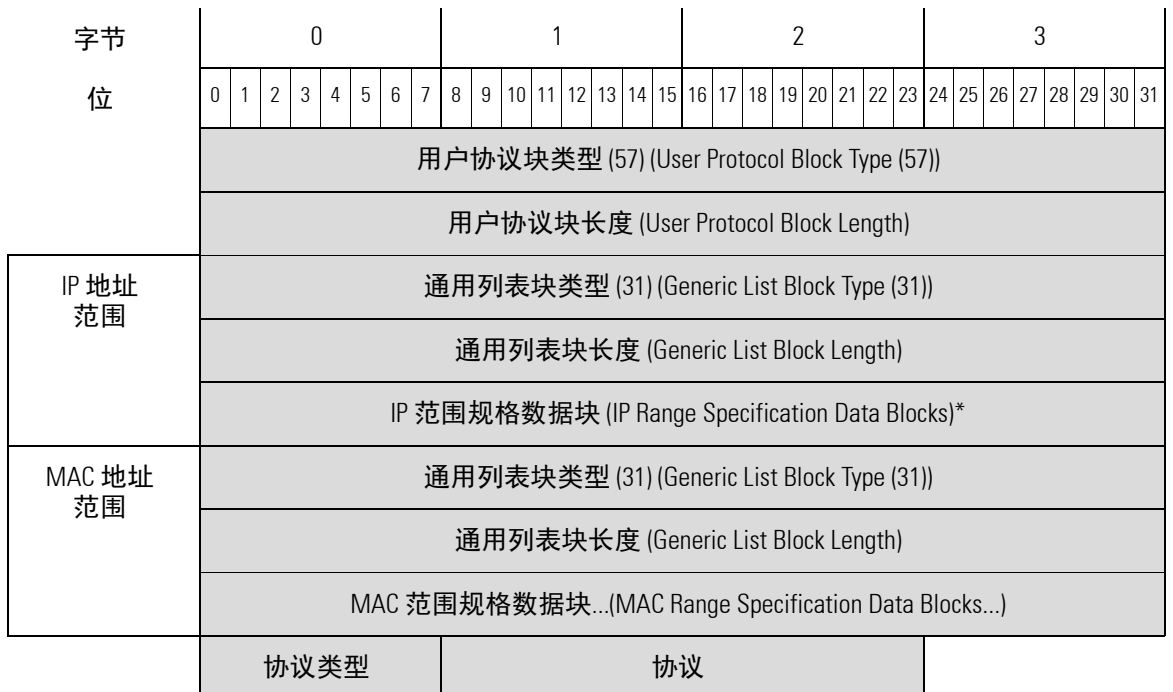 字节 0 1 2 3
位 0 1 2 3 4 5 6 7 8 9 10 11 12 13 14 15 16 17 18 19 20 21 22 23 24 25 26 27 28 29 30 31
用户协议块类型 (57) (User Protocol Block Type (57))
用户协议块长度 (User Protocol Block Length)
IP 地址
范围
通用列表块类型 (31) (Generic List Block Type (31))
通用列表块长度 (Generic List Block Length)
IP 范围规格数据块 (IP Range Specification Data Blocks)*
MAC 地址
范围
通用列表块类型 (31) (Generic List Block Type (31))
通用列表块长度 (Generic List Block Length)
MAC 范围规格数据块...(MAC Range Specification Data Blocks...)
协议类型 协议